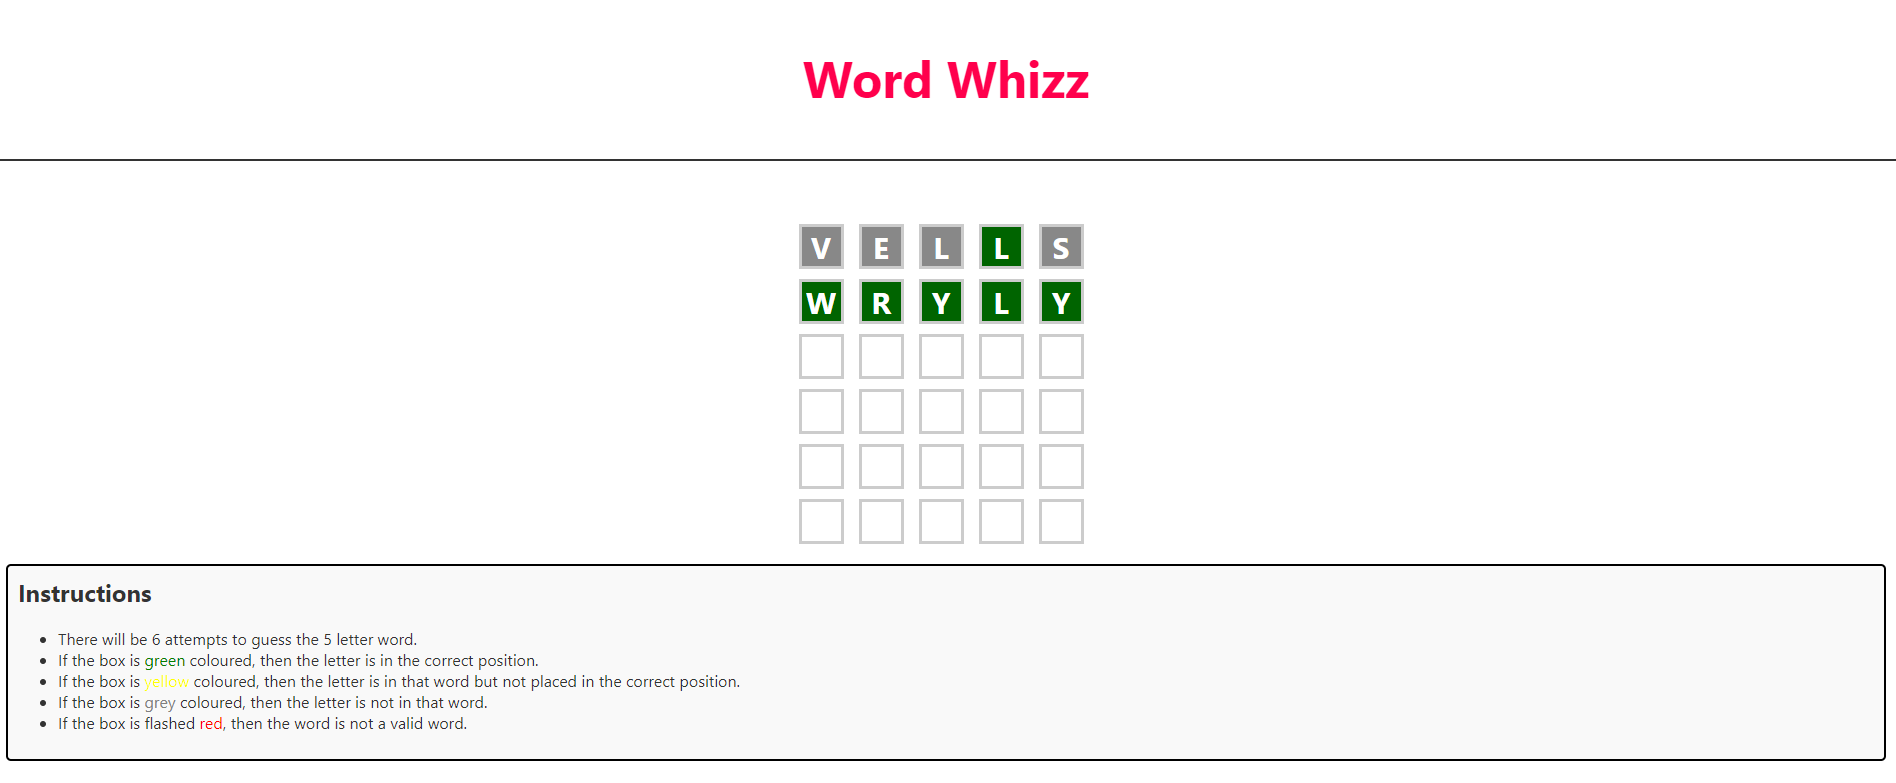 Word Whizz
V E L L S
W R Y L Y
Instructions
There will be 6 attempts to guess the 5 letter word.
If the box is green coloured, then the letter is in the correct position.
If the box is yellow coloured, then the letter is in that word but not placed in the correct position.
If the box is grey coloured, then the letter is not in that word.
If the box is flashed red, then the word is not a valid word.